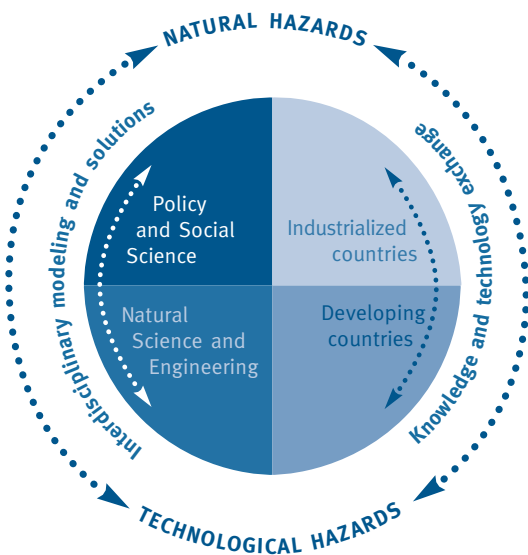 NATURAL HAZARDS
Interdisciplinary modeling and solutions
Knowledge and technology exchange
Policy
and Social
Science
Industrialized
countries
Natural
Science and
Engineering
Developing
countries
TECHNOLOGICAL HAZARDS